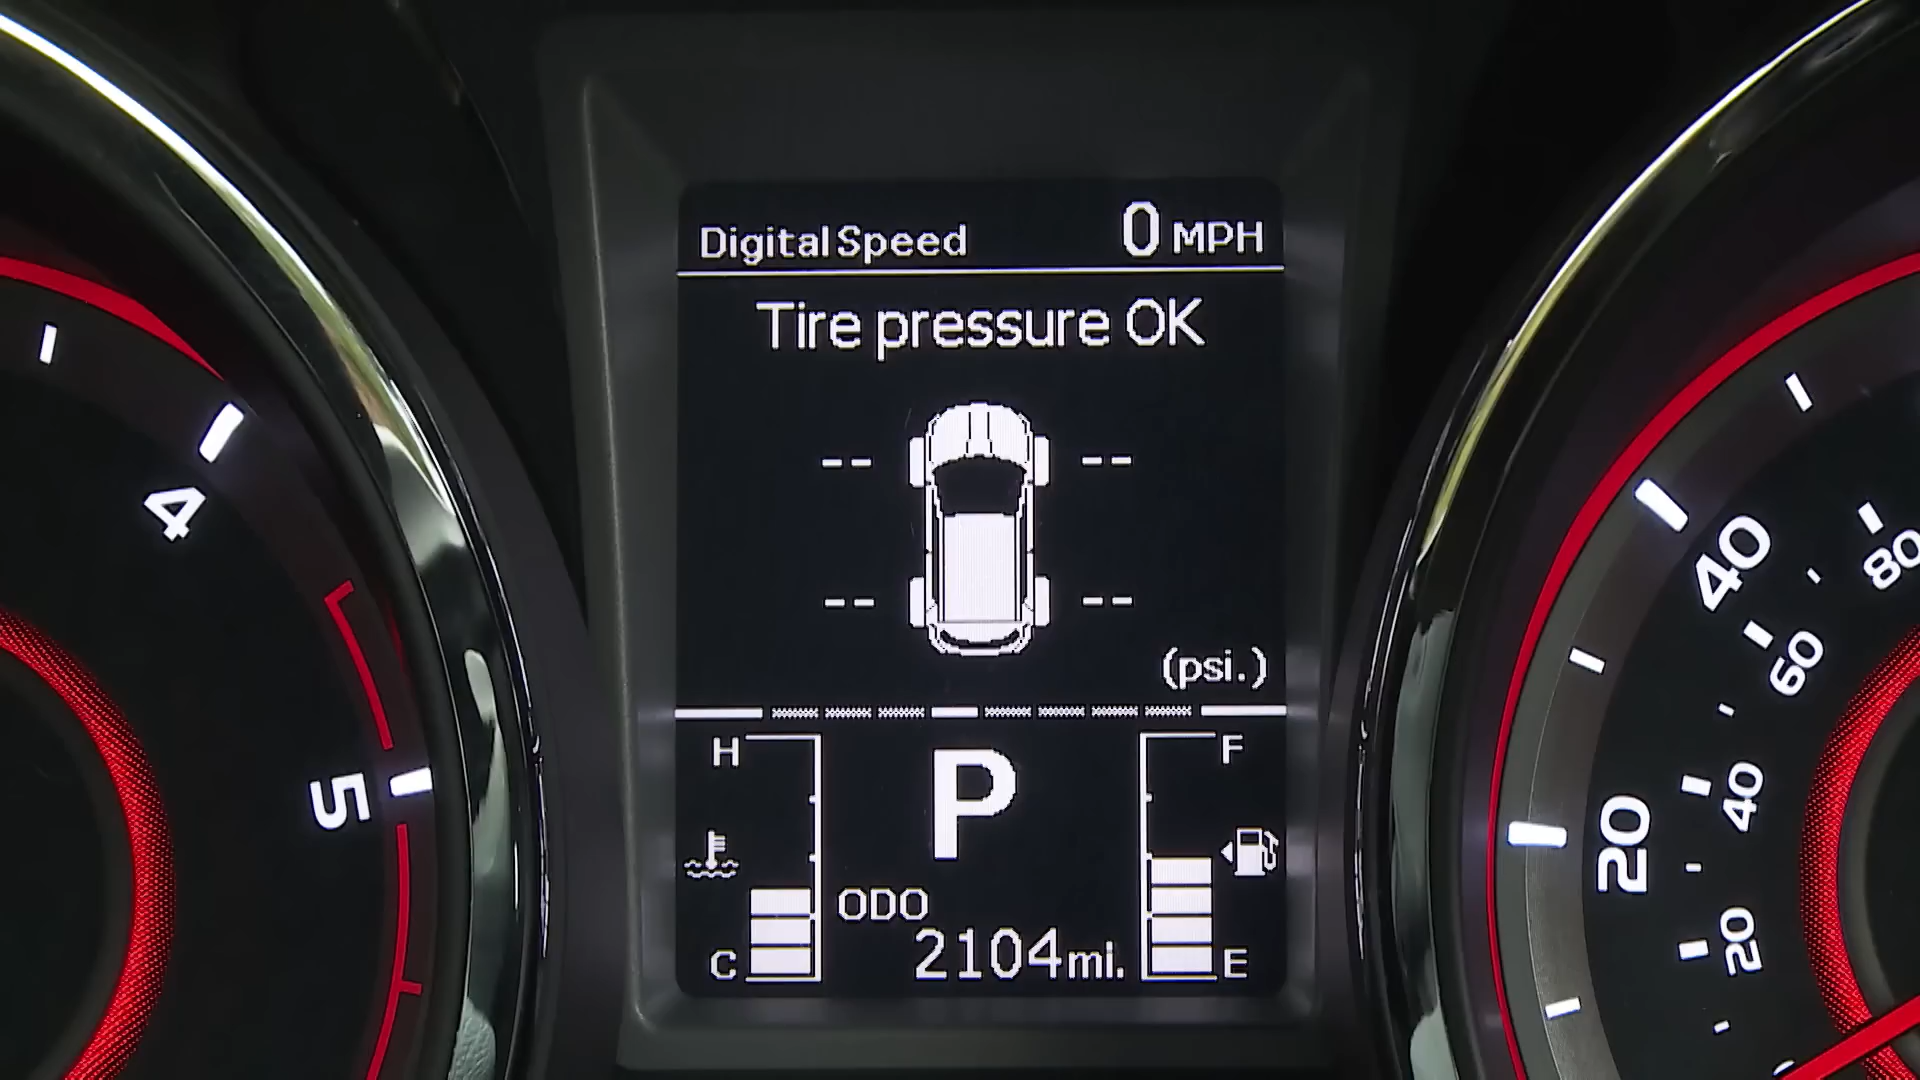 Digital Speed 0 MPH
Tire pressure OK
-- --
-- --
(psi.)
H P F
ODO
C 2104 mi. E
4
5
40
80
60
20
40
20